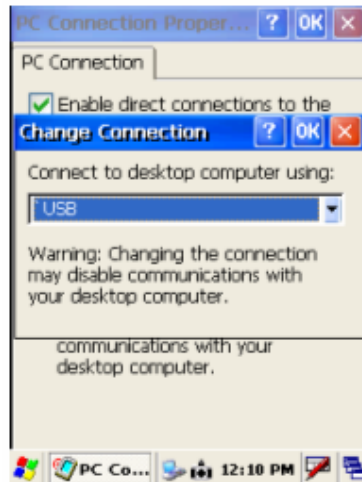 PC Connection Proper... ? OK ×
PC Connection
Enable direct connections to the
Change Connection ? OK ×
Connect to desktop computer using:
`USB
Warning: Changing the connection
may disable communications with
your desktop computer.
communications with your
desktop computer.
PC Co... 12:10 PM